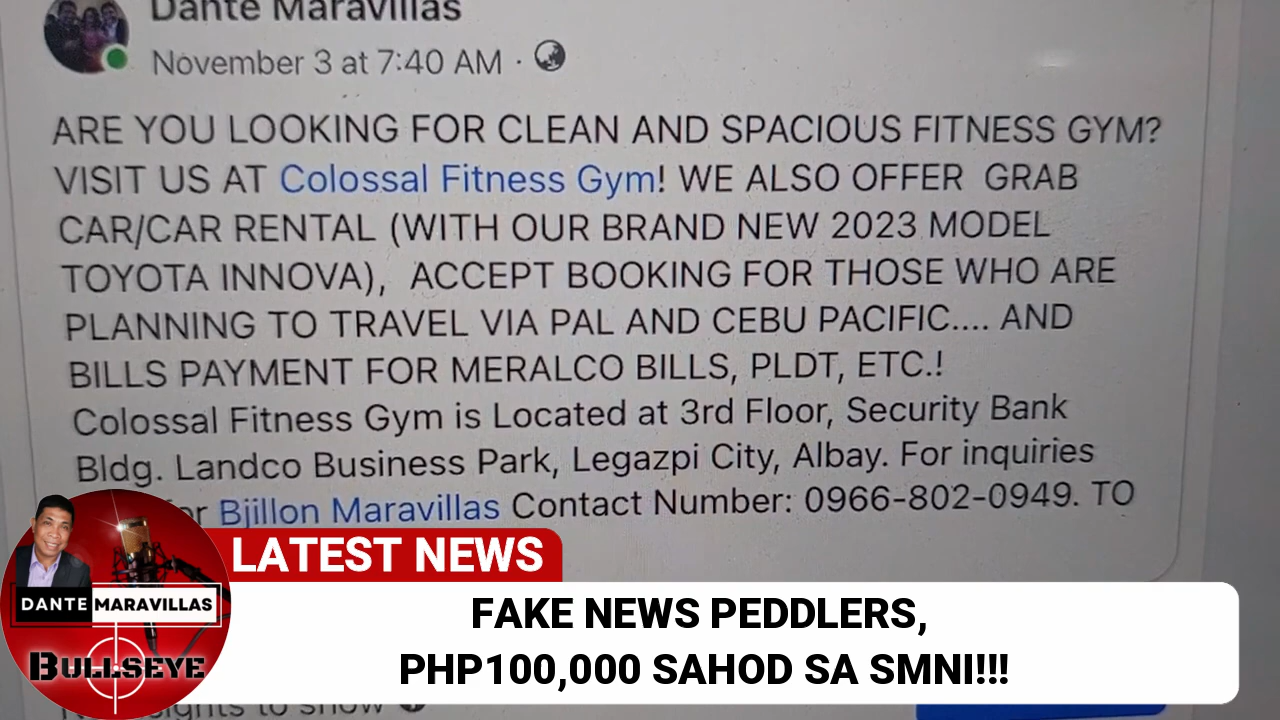 Dante Maravillas
November 3 at 7:40 AM ·
ARE YOU LOOKING FOR CLEAN AND SPACIOUS FITNESS GYM?
VISIT US AT Colossal Fitness Gym! WE ALSO OFFER GRAB
CAR/CAR RENTAL (WITH OUR BRAND NEW 2023 MODEL
TOYOTA INNOVA), ACCEPT BOOKING FOR THOSE WHO ARE
PLANNING TO TRAVEL VIA PAL AND CEBU PACIFIC.... AND
BILLS PAYMENT FOR MERALCO BILLS, PLDT, ETC.!
Colossal Fitness Gym is Located at 3rd Floor, Security Bank
Bldg. Landco Business Park, Legazpi City, Albay. For inquiries
Bjillon Maravillas Contact Number: 0966-802-0949. TO
LATEST NEWS
DANTE MARAVILLAS
BULLSEYE
FAKE NEWS PEDDLERS,
PHP100,000 SAHOD SA SMNI!!!
to show